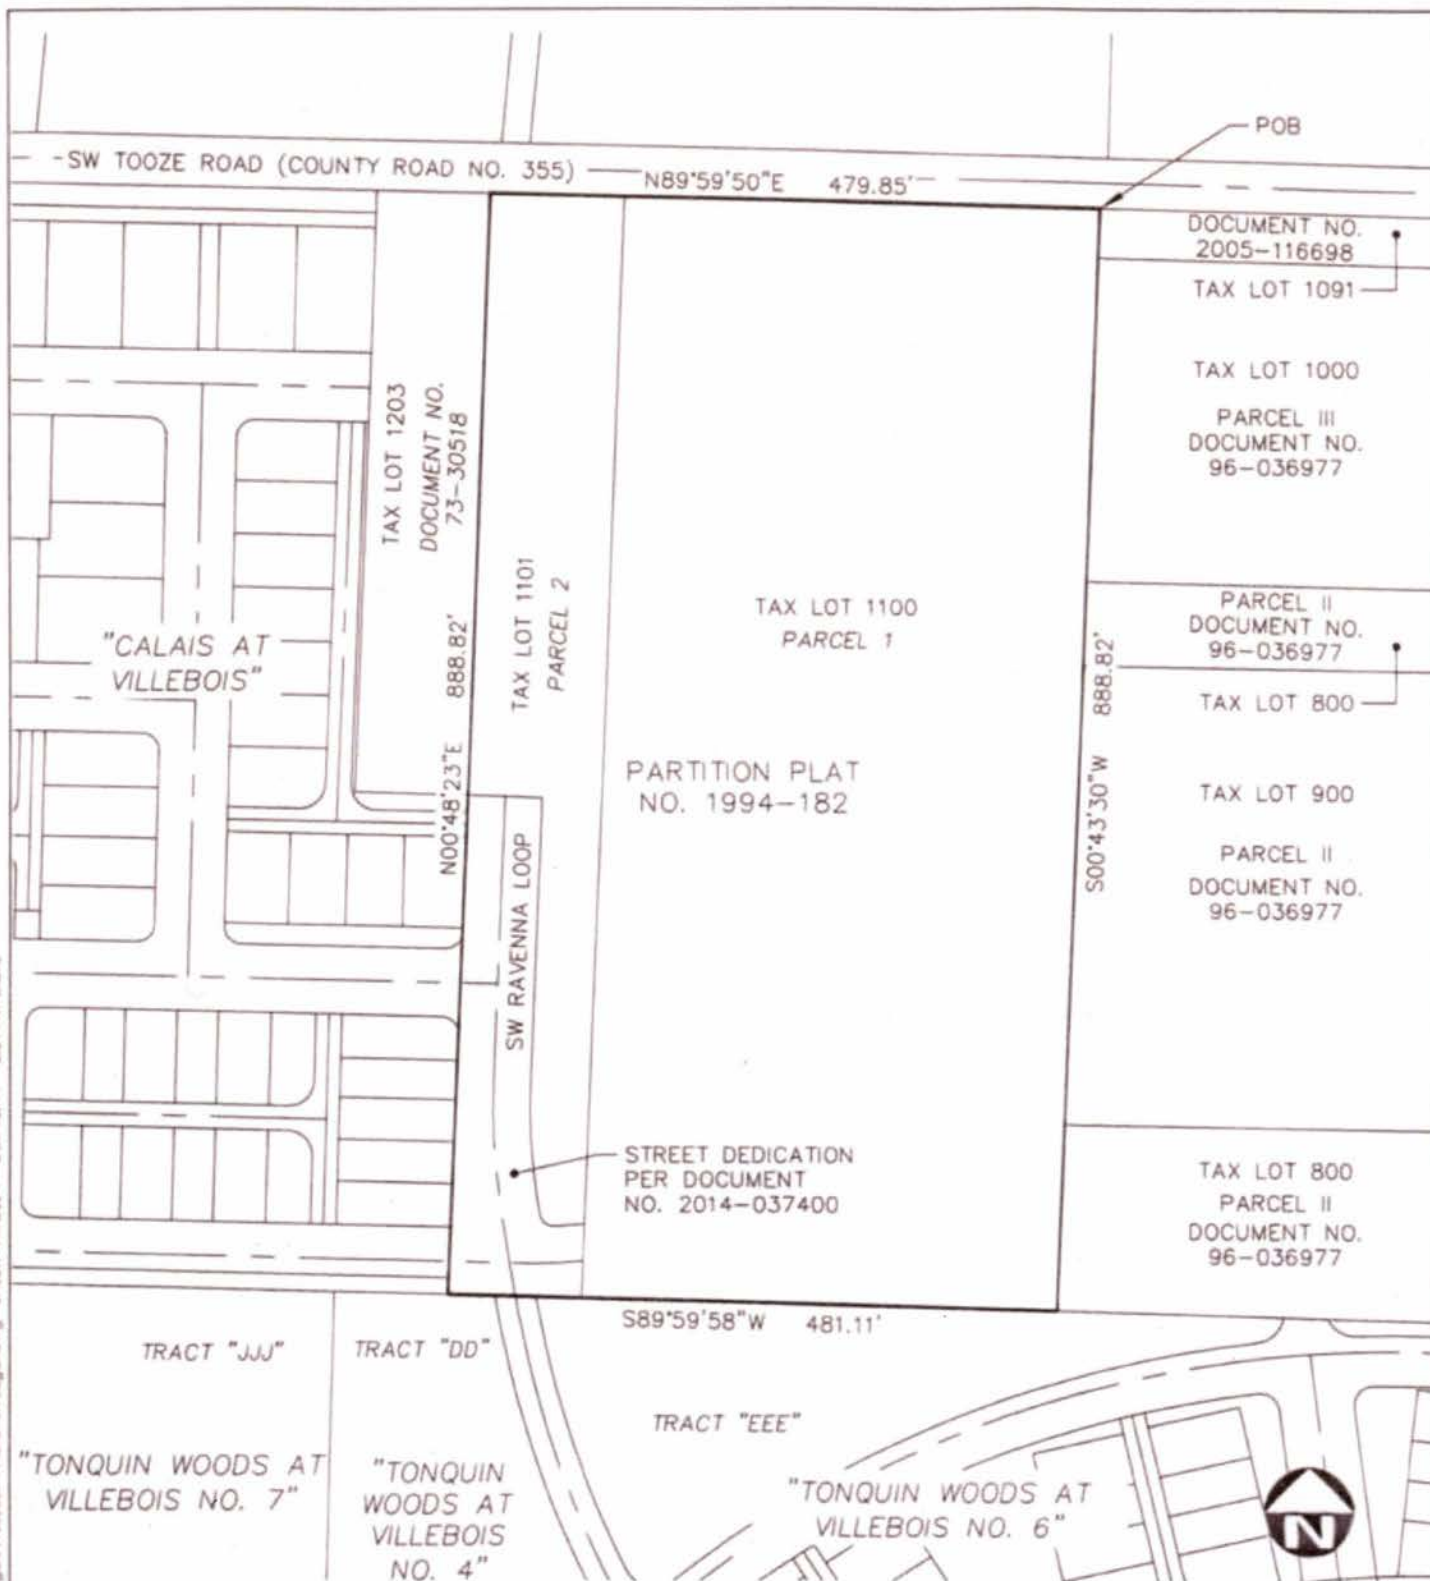 POB
SW TOOZE ROAD (COUNTY ROAD NO. 355)
N89°59'50"E 479.85'
DOCUMENT NO.
2005-116698
TAX LOT 1091
TAX LOT 1000
PARCEL III
DOCUMENT NO.
96-036977
TAX LOT 1203
DOCUMENT NO.
73-30518
"CALAIS AT
VILLEBOIS"
N00°48'23"E 888.82'
TAX LOT 1101
PARCEL 2
TAX LOT 1100
PARCEL 1
PARTITION PLAT
NO. 1994-182
S00°43'30"W 888.82'
PARCEL II
DOCUMENT NO.
96-036977
TAX LOT 800
TAX LOT 900
PARCEL II
DOCUMENT NO.
96-036977
SW RAVENNA LOOP
STREET DEDICATION
PER DOCUMENT
NO. 2014-037400
TAX LOT 800
PARCEL II
DOCUMENT NO.
96-036977
S89°59'58"W 481.11'
TRACT "JJJ"
TRACT "DD"
TRACT "EEE"
"TONQUIN WOODS AT
VILLEBOIS NO. 7"
"TONQUIN
WOODS AT
VILLEBOIS
NO. 4"
"TONQUIN WOODS AT
VILLEBOIS NO. 6"
N